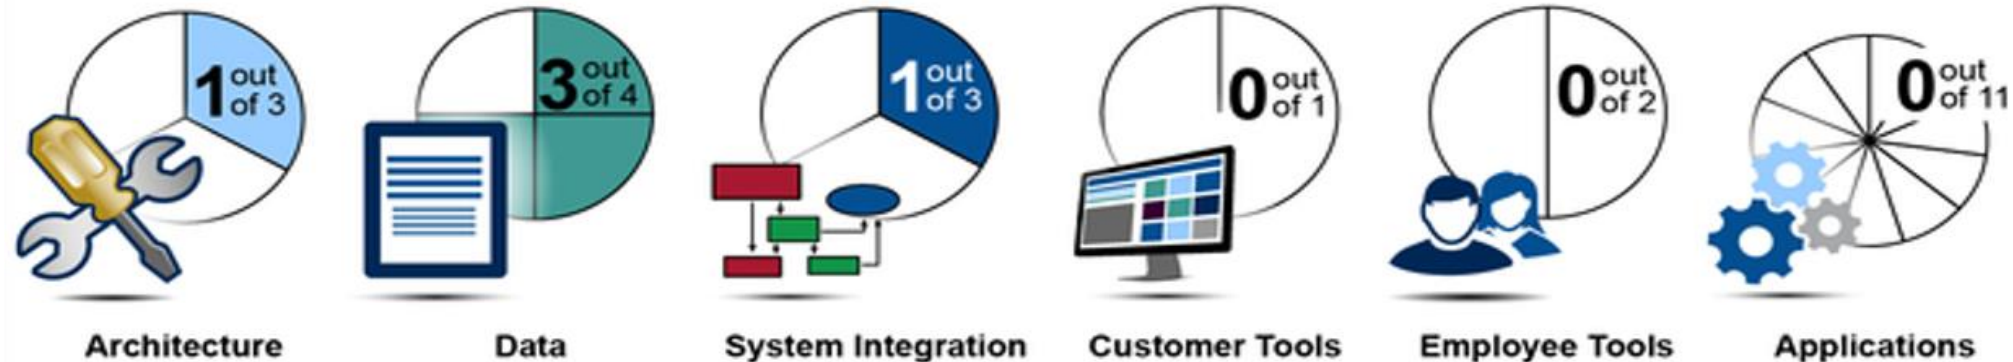 1 out of 3
3 out of 4
1 out of 3
0 out of 1
0 out of 2
0 out of 11
Architecture
Data
System Integration
Customer Tools
Employee Tools
Applications